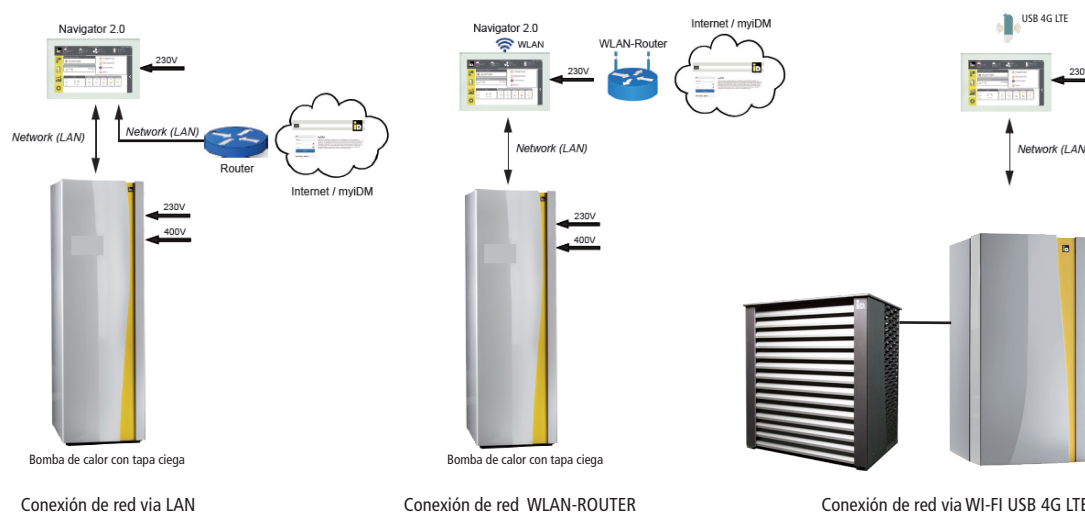 Navigator 2.0
230V
Network (LAN)
Network (LAN)
Router
Internet / myiDM
230V
400V
Bomba de calor con tapa ciega
Conexión de red via LAN
Navigator 2.0
WLAN
230V
WLAN-Router
Internet / myiDM
Network (LAN)
230V
400V
Bomba de calor con tapa ciega
Conexión de red WLAN-ROUTER
USB 4G LTE
230
Network (LAN
Conexión de red via WI-FI USB 4G LTE